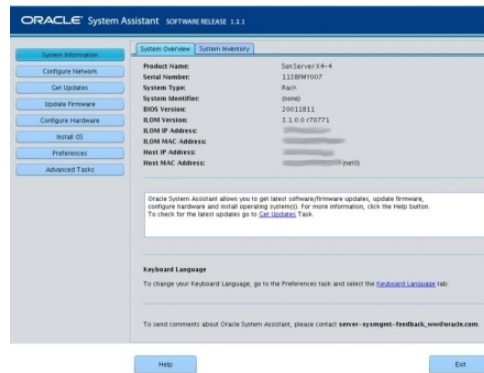 ORACLE System Assistant SOFTWARE RELEASE 1.2.1
System Information
Configure Network
Get Updates
Update Firmware
Configure Hardware
Install OS
Preferences
Advanced Tasks
System Overview System Inventory
Product Name: Sun Server X4-4
Serial Number:
System Type: Rack
System Identifier: (none)
BIOS Version: 20011811
ILOM Version: 3.1.0.0 r70771
ILOM IP Address:
ILOM MAC Address:
Host IP Address:
Host MAC Address: (net0)
Oracle System Assistant allows you to get latest software/firmware updates, update firmware,
configure hardware and install operating system(s). For more information, click the Help button.
To check for the latest updates go to Get Updates Task.
Keyboard Language
To change your Keyboard Language, go to the Preferences task and select the Keyboard Language tab.
To send comments about Oracle System Assistant, please contact server-sysmgmt-feedback_ww@oracle.com
Help
Exit